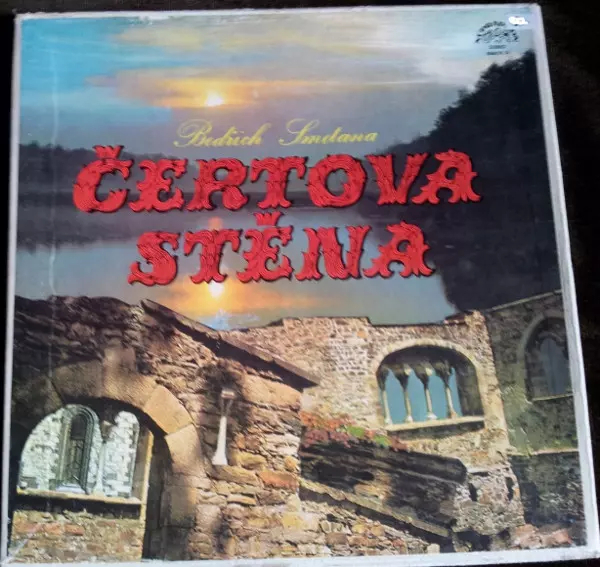 Bedřich Smetana
ČERTOVA
STĚNA